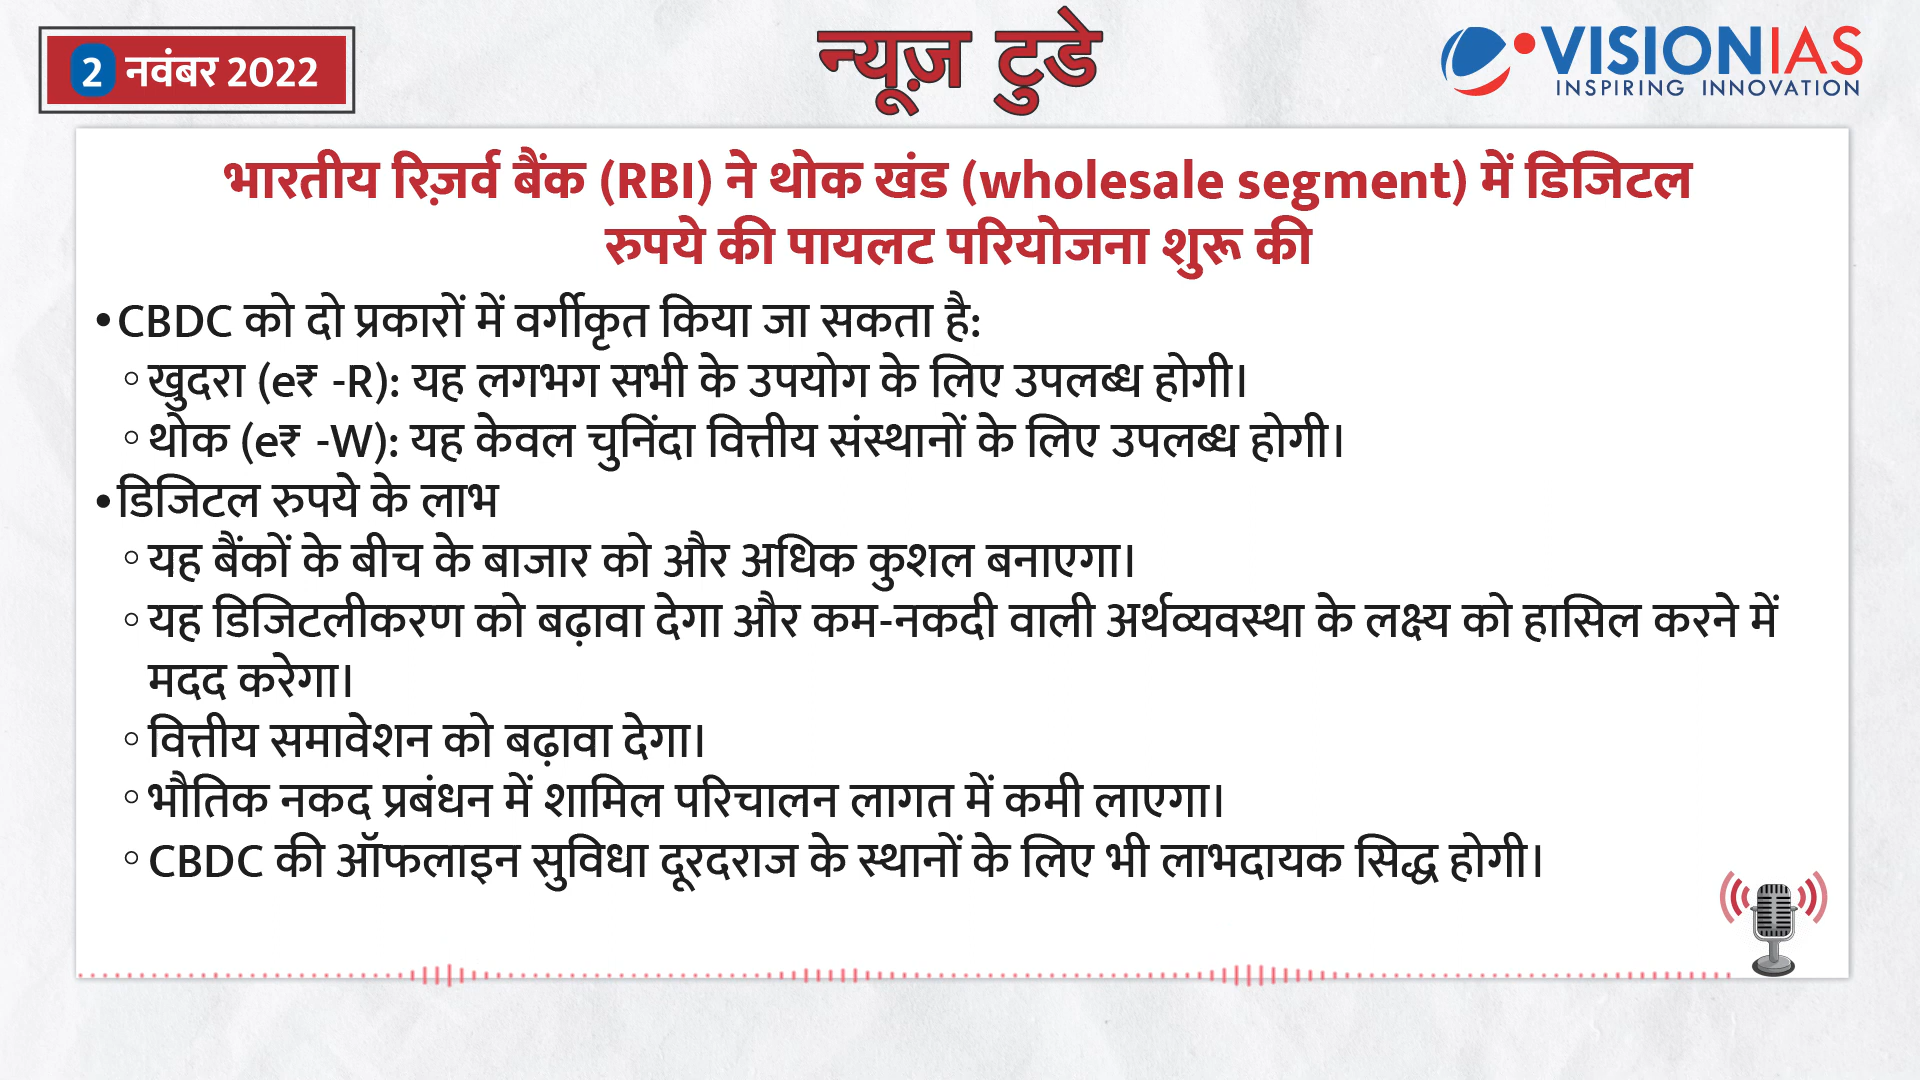 2 नवंबर 2022
न्यूज़ टुडे
VISIONIAS
INSPIRING INNOVATION
भारतीय रिज़र्व बैंक (RBI) ने थोक खंड (wholesale segment) में डिजिटल
रुपये की पायलट परियोजना शुरू की
•CBDC को दो प्रकारों में वर्गीकृत किया जा सकता है:
◦खुदरा (e₹ -R): यह लगभग सभी के उपयोग के लिए उपलब्ध होगी।
◦थोक (e₹ -W): यह केवल चुनिंदा वित्तीय संस्थानों के लिए उपलब्ध होगी।
•डिजिटल रुपये के लाभ
◦यह बैंकों के बीच के बाजार को और अधिक कुशल बनाएगा।
◦यह डिजिटलीकरण को बढ़ावा देगा और कम-नकदी वाली अर्थव्यवस्था के लक्ष्य को हासिल करने में
मदद करेगा।
◦वित्तीय समावेशन को बढ़ावा देगा।
◦भौतिक नकद प्रबंधन में शामिल परिचालन लागत में कमी लाएगा।
◦CBDC की ऑफलाइन सुविधा दूरदराज के स्थानों के लिए भी लाभदायक सिद्ध होगी।